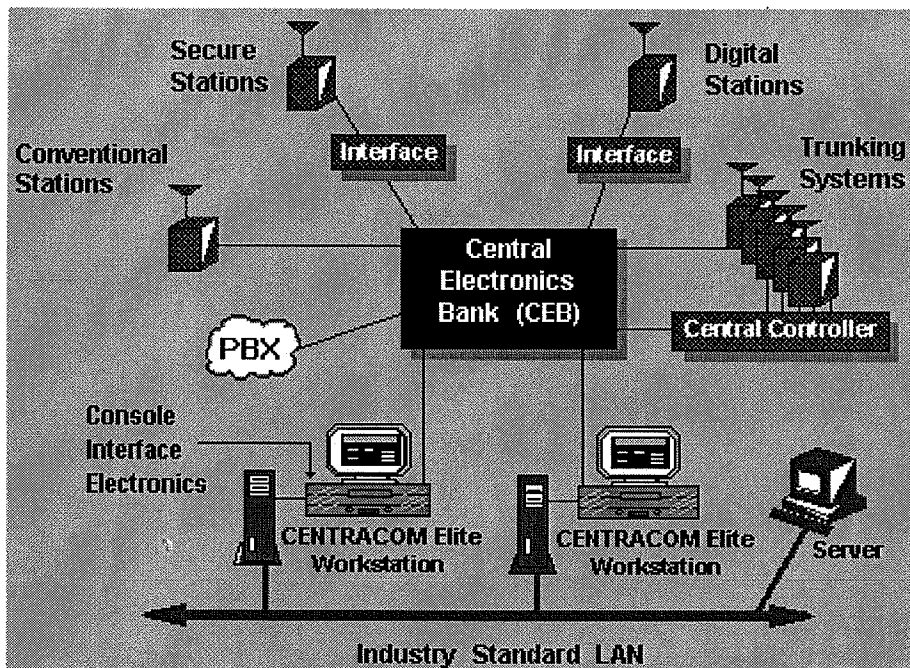 Secure
Stations
Digital
Stations
Conventional
Stations
Interface
Interface
Trunking
Systems
Central
Electronics
Bank (CEB)
PBX
Central Controller
Console
Interface
Electronics
CENTRACOM Elite
Workstation
CENTRACOM Elite
Workstation
Server
Industry Standard LAN